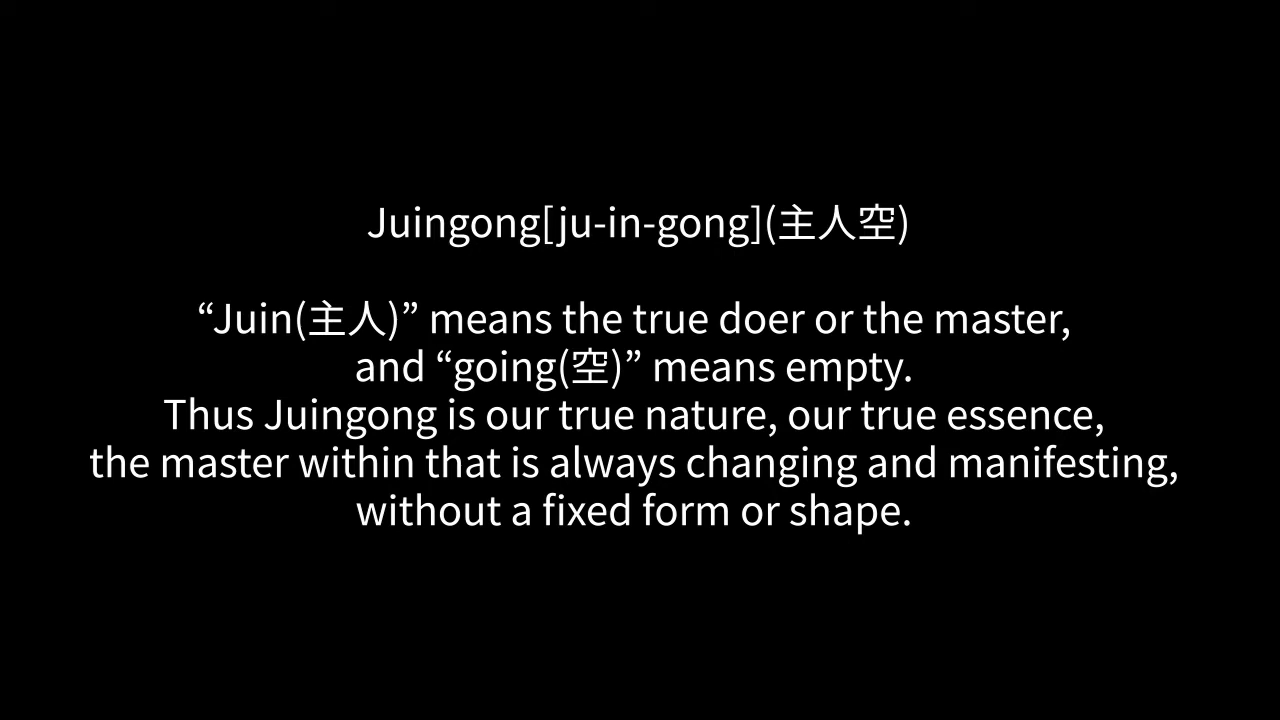 Juingong[ju-in-gong](主人空)
“Juin(主人)” means the true doer or the master,
and “going(空)” means empty.
Thus Juingong is our true nature, our true essence,
the master within that is always changing and manifesting,
without a fixed form or shape.